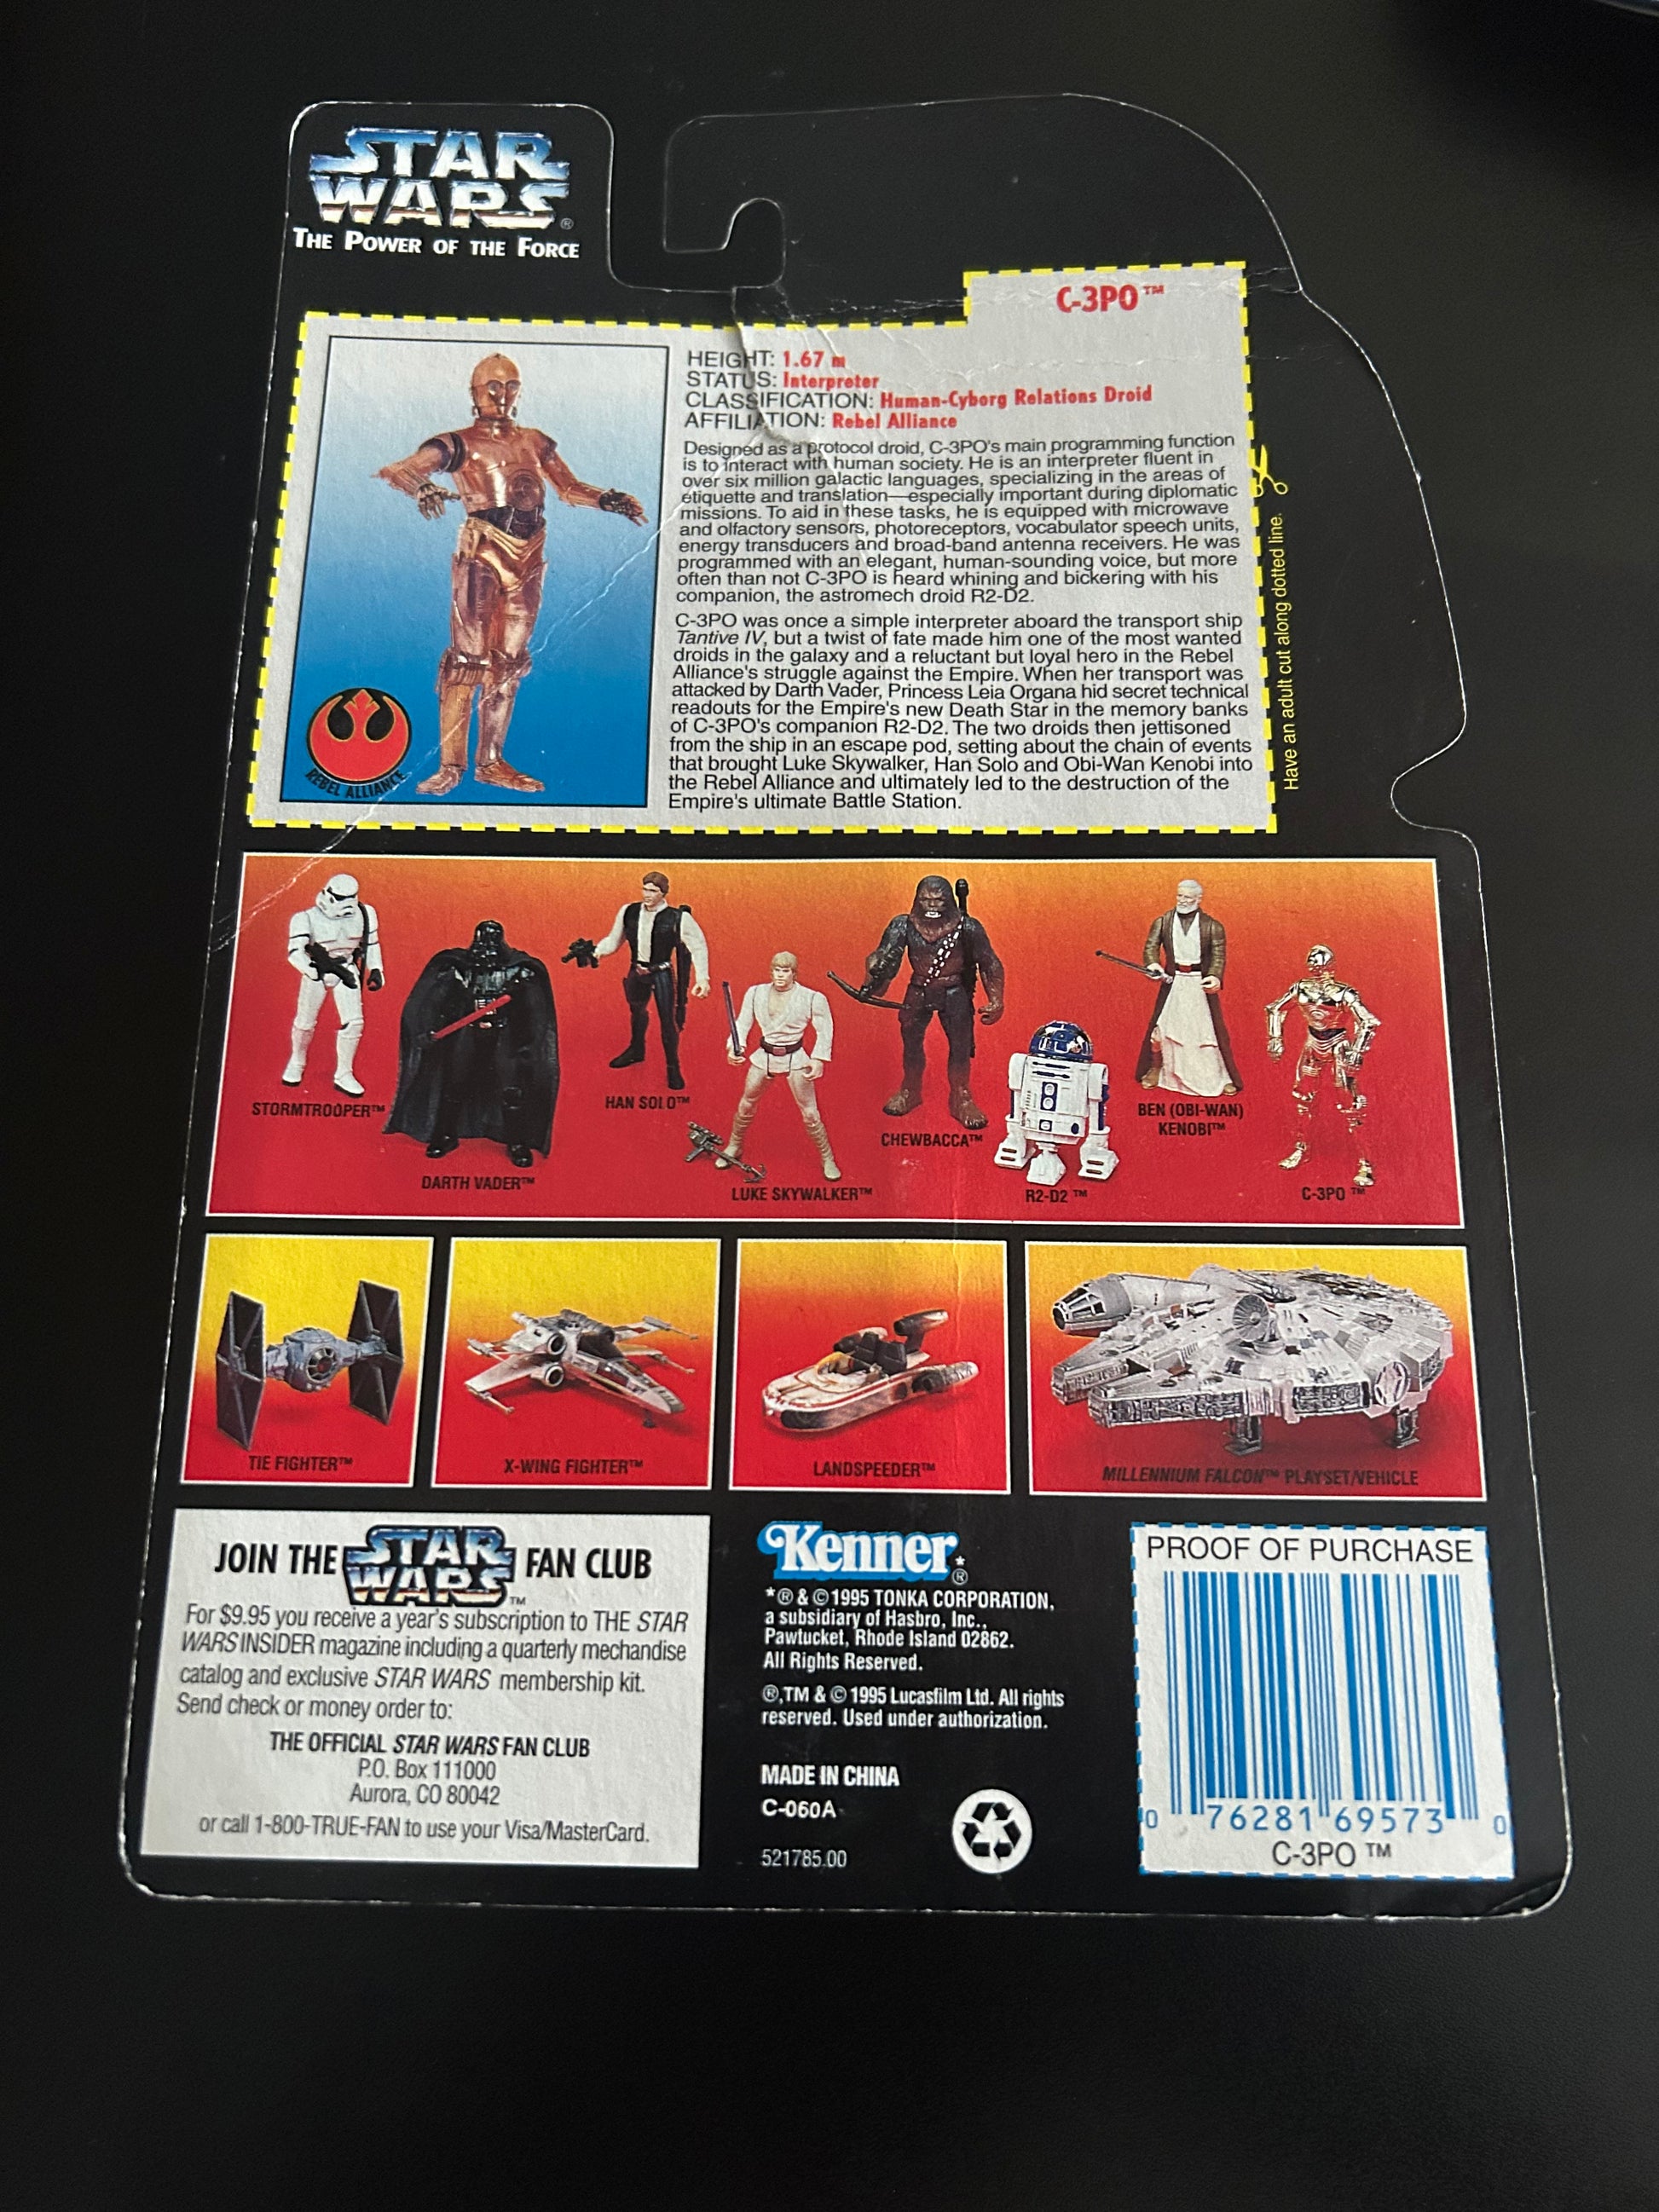 STAR
WARS®
THE POWER OF THE FORCE
C-3PO™
HEIGHT: 1.67 m
STATUS: Interpreter
CLASSIFICATION: Human-Cyborg Relations Droid
AFFILIATION: Rebel Alliance
Designed as a protocol droid, C-3PO's main programming function
is to interact with human society. He is an interpreter fluent in
over six million galactic languages, specializing in the areas of
etiquette and translation—especially important during diplomatic
missions. To aid in these tasks, he is equipped with microwave
and olfactory sensors, photoreceptors, vocabulator speech units,
energy transducers and broad-band antenna receivers. He was
programmed with an elegant, human-sounding voice, but more
often than not C-3PO is heard whining and bickering with his
companion, the astromech droid R2-D2.
C-3PO was once a simple interpreter aboard the transport ship
Tantive IV, but a twist of fate made him one of the most wanted
droids in the galaxy and a reluctant but loyal hero in the Rebel
Alliance's struggle against the Empire. When her transport was
attacked by Darth Vader, Princess Leia Organa hid secret technical
readouts for the Empire's new Death Star in the memory banks
of C-3PO's companion R2-D2. The two droids then jettisoned
from the ship in an escape pod, setting about the chain of events
that brought Luke Skywalker, Han Solo and Obi-Wan Kenobi into
the Rebel Alliance and ultimately led to the destruction of the
Empire's ultimate Battle Station.
REBEL ALLIANCE
Have an adult cut along dotted line.
STORMTROOPER™
DARTH VADER™
HAN SOLO™
LUKE SKYWALKER™
CHEWBACCA™
R2-D2 ™
BEN (OBI-WAN)
KENOBI™
C-3PO ™
TIE FIGHTER™
X-WING FIGHTER™
LANDSPEEDER™
MILLENNIUM FALCON™ PLAYSET/VEHICLE
JOIN THE STAR WARS™ FAN CLUB
For $9.95 you receive a year's subscription to THE STAR
WARS INSIDER magazine including a quarterly mechandise
catalog and exclusive STAR WARS membership kit.
Send check or money order to:
THE OFFICIAL STAR WARS FAN CLUB
P.O. Box 111000
Aurora, CO 80042
or call 1-800-TRUE-FAN to use your Visa/MasterCard.
Kenner®*
*® & © 1995 TONKA CORPORATION,
a subsidiary of Hasbro, Inc.,
Pawtucket, Rhode Island 02862.
All Rights Reserved.
®,TM & © 1995 Lucasfilm Ltd. All rights
reserved. Used under authorization.
MADE IN CHINA
C-060A
521785.00
PROOF OF PURCHASE
0 76281 69573 0
C-3PO ™